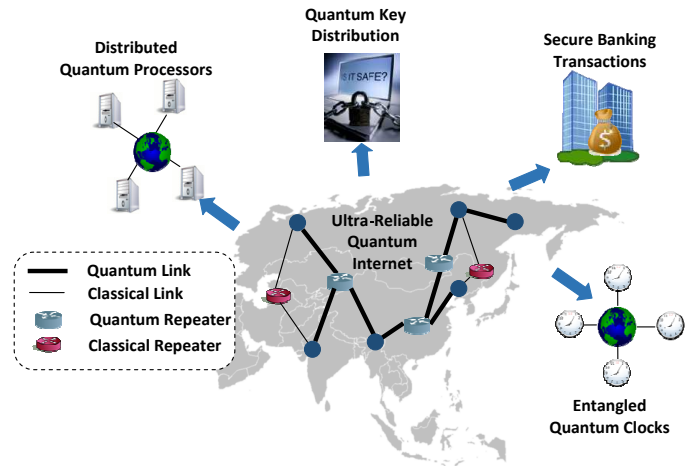 Quantum Key
Distribution
Distributed
Quantum Processors
Secure Banking
Transactions
IS IT SAFE?
$
Ultra-Reliable
Quantum
Internet
Quantum Link
Classical Link
Quantum Repeater
Classical Repeater
Entangled
Quantum Clocks